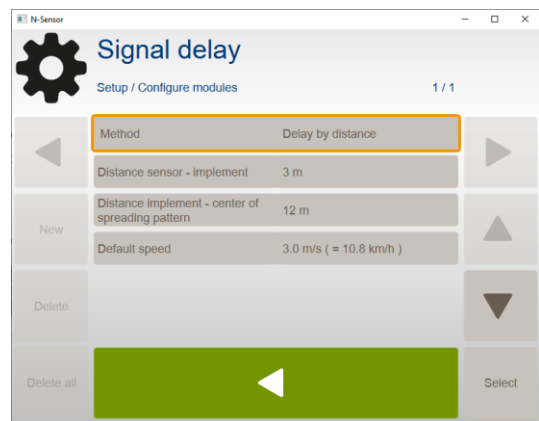 N-Sensor
Signal delay
Setup / Configure modules 1 / 1
Method Delay by distance
Distance sensor - implement 3 m
Distance implement - center of
spreading pattern 12 m
New
Default speed 3.0 m/s ( = 10.8 km/h )
Delete
Delete all Select